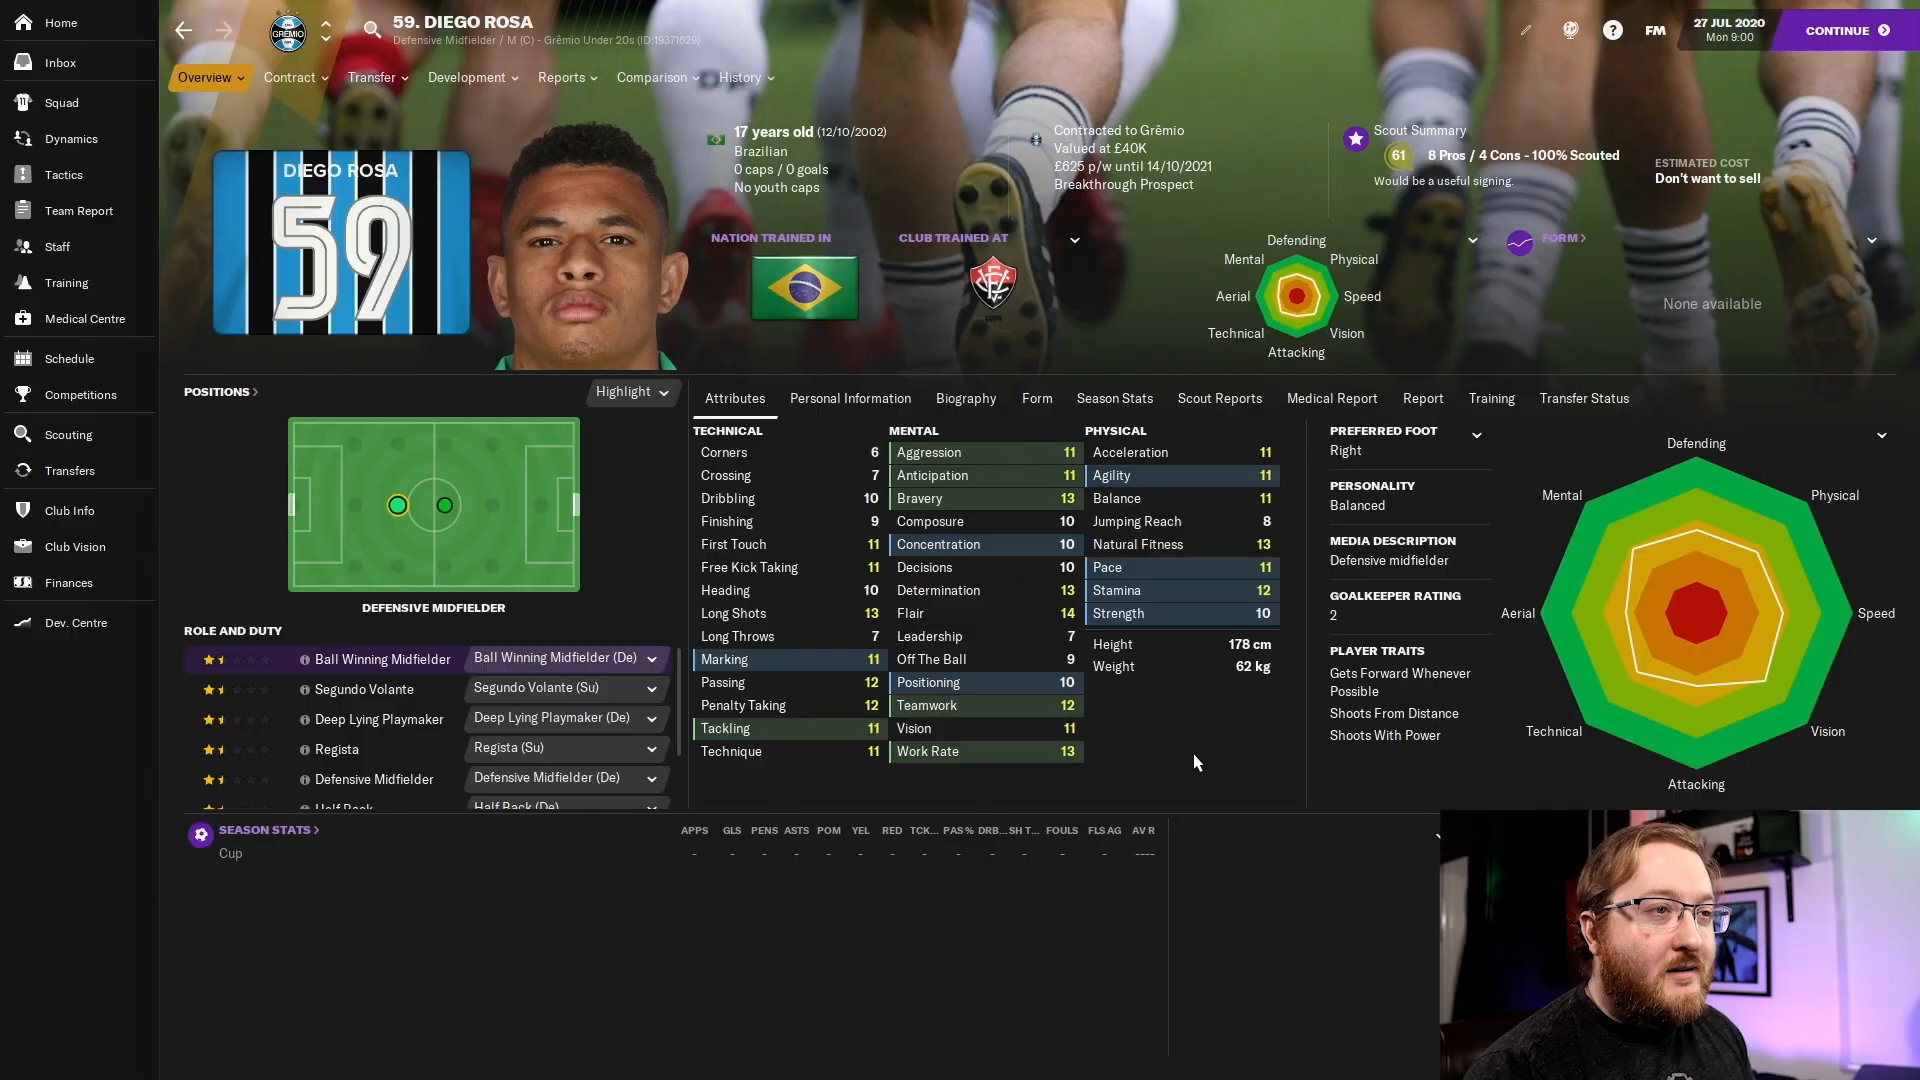 Home
Inbox
Squad
Dynamics
Tactics
Team Report
Staff
Training
Medical Centre
Schedule
Competitions
Scouting
Transfers
Club Info
Club Vision
Finances
Dev. Centre
GRÊMIO
59. DIEGO ROSA
Defensive Midfielder / M (C) - Grêmio Under 20s (ID:19371629)
FM
27 JUL 2020
Mon 9:00
CONTINUE
Overview Contract Transfer Development Reports Comparison History
DIEGO ROSA
59
17 years old (12/10/2002)
Brazilian
0 caps / 0 goals
No youth caps
Contracted to Grêmio
Valued at £40K
£625 p/w until 14/10/2021
Breakthrough Prospect
Scout Summary
61 8 Pros / 4 Cons - 100% Scouted
Would be a useful signing.
ESTIMATED COST
Don't want to sell
NATION TRAINED IN
CLUB TRAINED AT
Defending
Mental Physical
Aerial Speed
Technical Vision
Attacking
FORM >
None available
POSITIONS >
Highlight
DEFENSIVE MIDFIELDER
ROLE AND DUTY
Ball Winning Midfielder Ball Winning Midfielder (De)
Segundo Volante Segundo Volante (Su)
Deep Lying Playmaker Deep Lying Playmaker (De)
Regista Regista (Su)
Defensive Midfielder Defensive Midfielder (De)
Half Back Half Back (De)
Attributes Personal Information Biography Form Season Stats Scout Reports Medical Report Report Training Transfer Status
TECHNICAL
Corners 6
Crossing 7
Dribbling 10
Finishing 9
First Touch 11
Free Kick Taking 11
Heading 10
Long Shots 13
Long Throws 7
Marking 11
Passing 12
Penalty Taking 12
Tackling 11
Technique 11
MENTAL
Aggression 11
Anticipation 11
Bravery 13
Composure 10
Concentration 10
Decisions 10
Determination 13
Flair 14
Leadership 7
Off The Ball 9
Positioning 10
Teamwork 12
Vision 11
Work Rate 13
PHYSICAL
Acceleration 11
Agility 11
Balance 11
Jumping Reach 8
Natural Fitness 13
Pace 11
Stamina 12
Strength 10
Height 178 cm
Weight 62 kg
PREFERRED FOOT
Right
PERSONALITY
Balanced
MEDIA DESCRIPTION
Defensive midfielder
GOALKEEPER RATING
2
PLAYER TRAITS
Gets Forward Whenever
Possible
Shoots From Distance
Shoots With Power
Defending
Mental Physical
Aerial Speed
Technical Vision
Attacking
SEASON STATS >
APPS GLS PENS ASTS POM YEL RED TCK... PAS % DRB... SH T... FOULS FLS AG AV R
Cup - - - - - - - - - - - - - ----